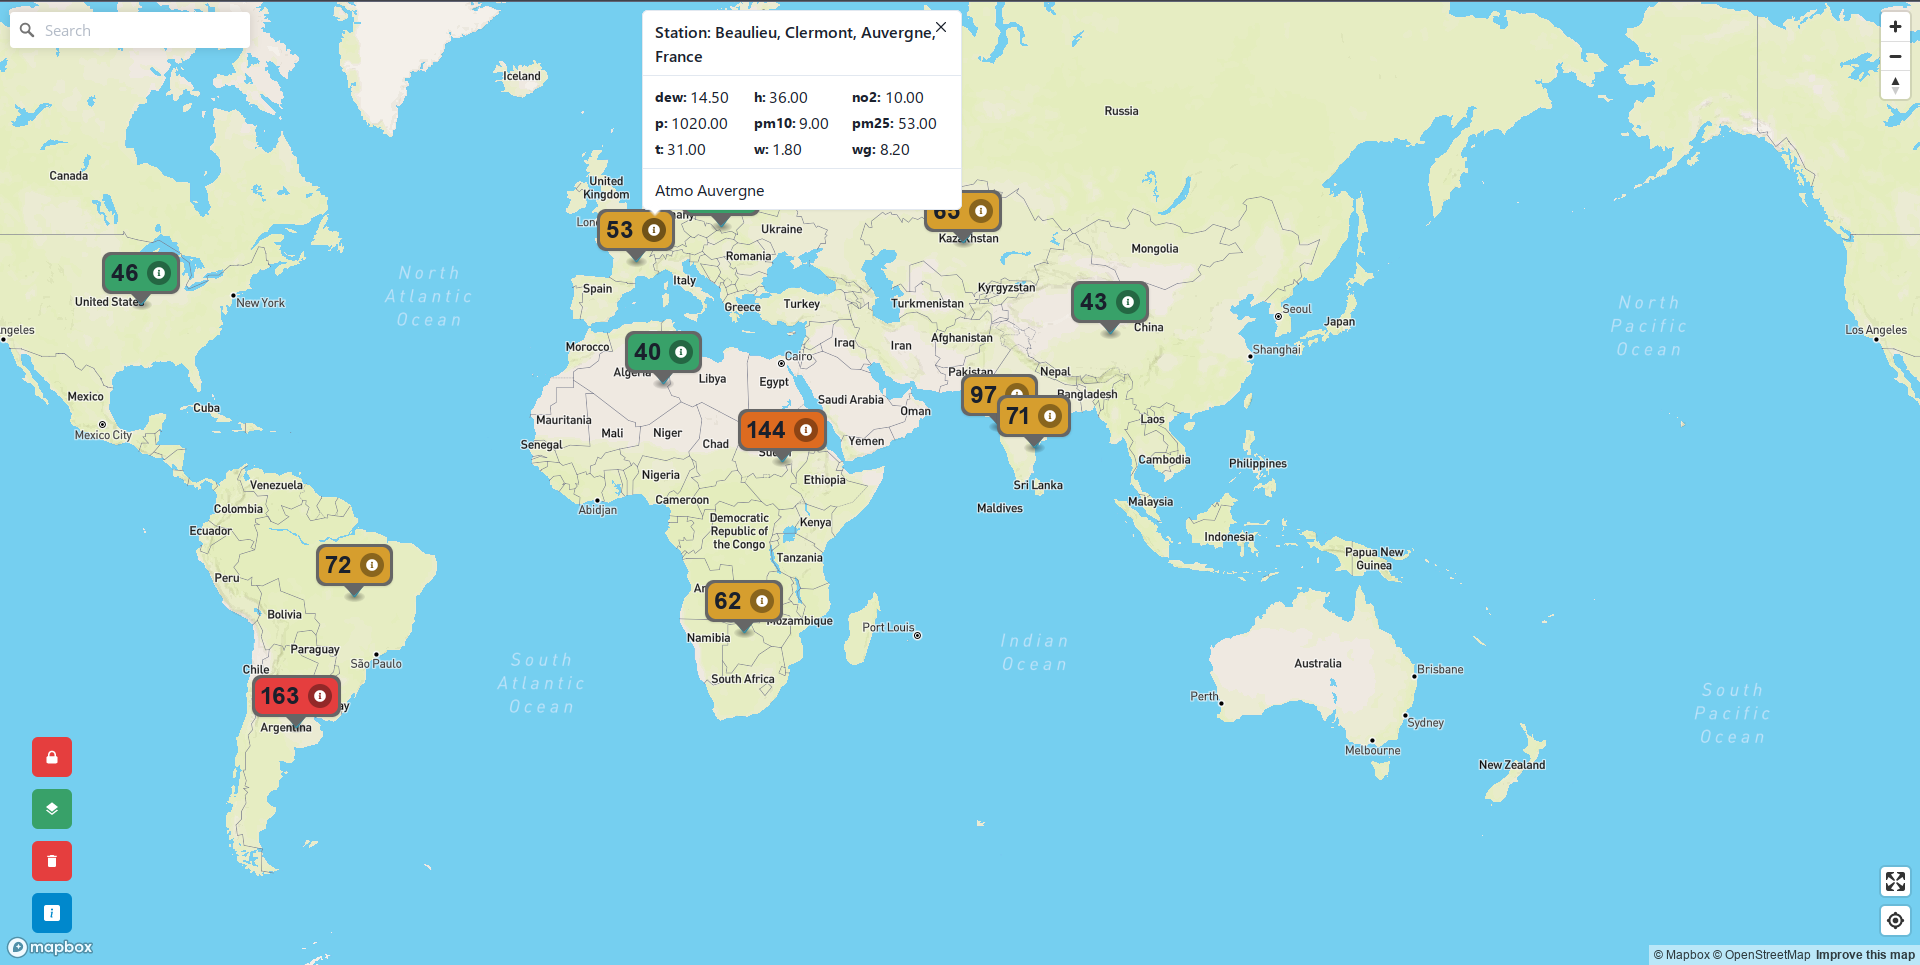 Search
Station: Beaulieu, Clermont, Auvergne,
France
dew: 14.50 h: 36.00 no2: 10.00
p: 1020.00 pm10: 9.00 pm25: 53.00
t: 31.00 w: 1.80 wg: 8.20
Atmo Auvergne
Iceland
Russia
Canada
United
Kingdom
53
65
Ukraine
Kazakhstan
Mongolia
Romania
46
United States
New York
North
Atlantic
Ocean
Spain
Italy
Greece
Turkey
Turkmenistan
Kyrgyzstan
43
China
Seoul
Japan
Shanghai
North
Pacific
Ocean
Los Angeles
ngeles
Morocco
40
Algeria
Libya
Cairo
Egypt
Iraq
Iran
Afghanistan
Pakistan
Nepal
Bangladesh
97
71
Saudi Arabia
Oman
Yemen
Mexico
Mexico City
Cuba
Mauritania
Mali
Niger
Chad
144
Sudan
Senegal
Nigeria
Ethiopia
Laos
Cambodia
Philippines
Sri Lanka
Maldives
Malaysia
Venezuela
Colombia
Ecuador
Abidjan
Cameroon
Democratic
Republic of
the Congo
Kenya
Tanzania
Indonesia
Papua New
Guinea
72
Peru
Bolivia
62
Mozambique
Namibia
Port Louis
Indian
Ocean
Paraguay
São Paulo
Chile
South
Atlantic
Ocean
South Africa
Australia
Brisbane
Perth
Sydney
Melbourne
South
Pacific
Ocean
New Zealand
163
Argentina
mapbox
© Mapbox © OpenStreetMap Improve this map